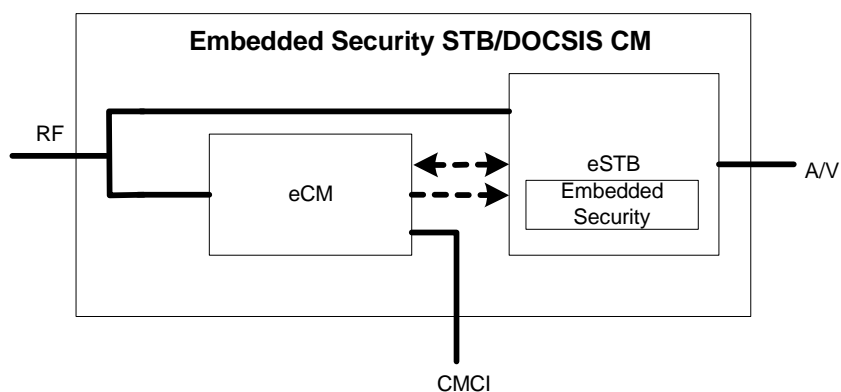 Embedded Security STB/DOCSIS CM
RF
eCM
eSTB
Embedded
Security
A/V
CMCI